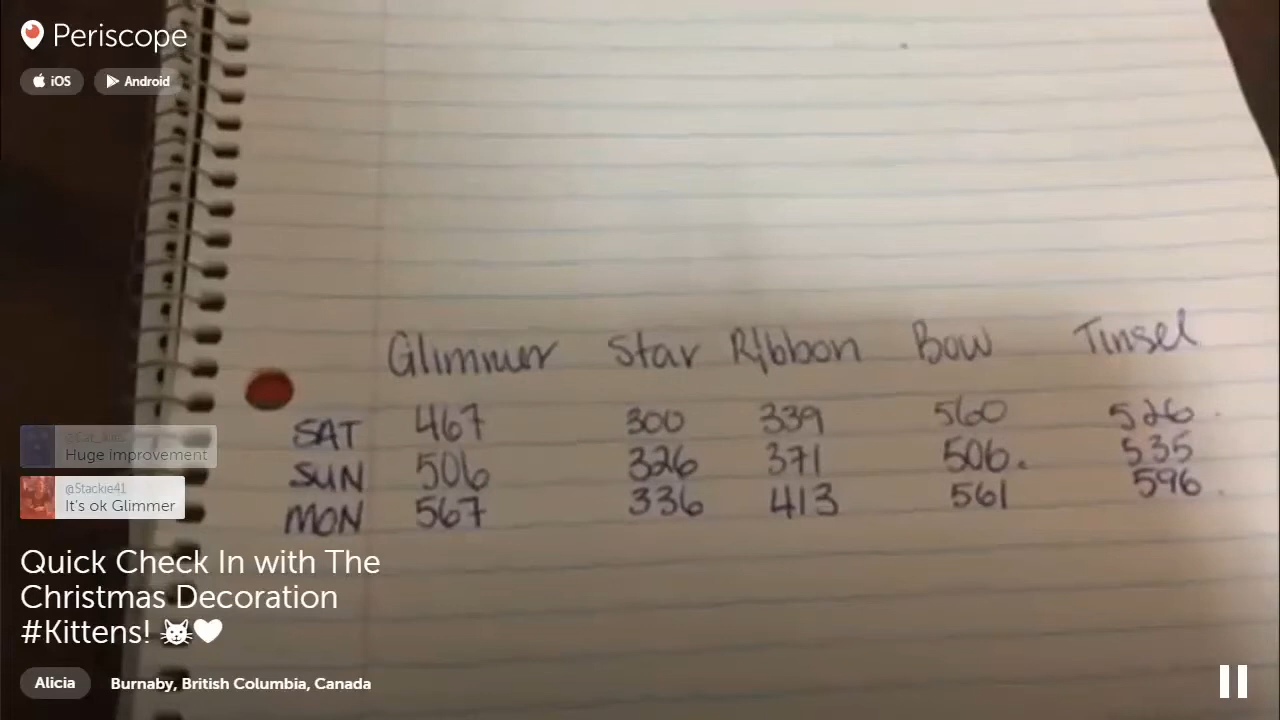 Periscope
iOS Android
Glimmer Star Ribbon Bow Tinsel
SAT 467 300 339 560 526
SUN 506 326 371 506. 535
MON 567 336 413 561 596
Huge improvement
@Stackie41
It's ok Glimmer
Quick Check In with The
Christmas Decoration
#Kittens! 🐱❤
Alicia Burnaby, British Columbia, Canada